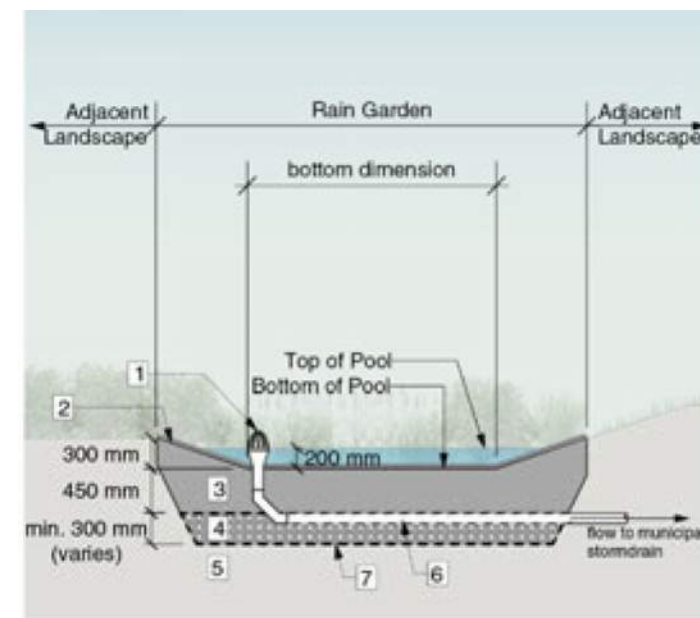 Adjacent
Landscape
Rain Garden
Adjacent
Landscape
bottom dimension
Top of Pool
Bottom of Pool
1
2
300 mm
200 mm
450 mm
3
min. 300 mm
(varies)
4
5
6
7
flow to municipa
stormdrain